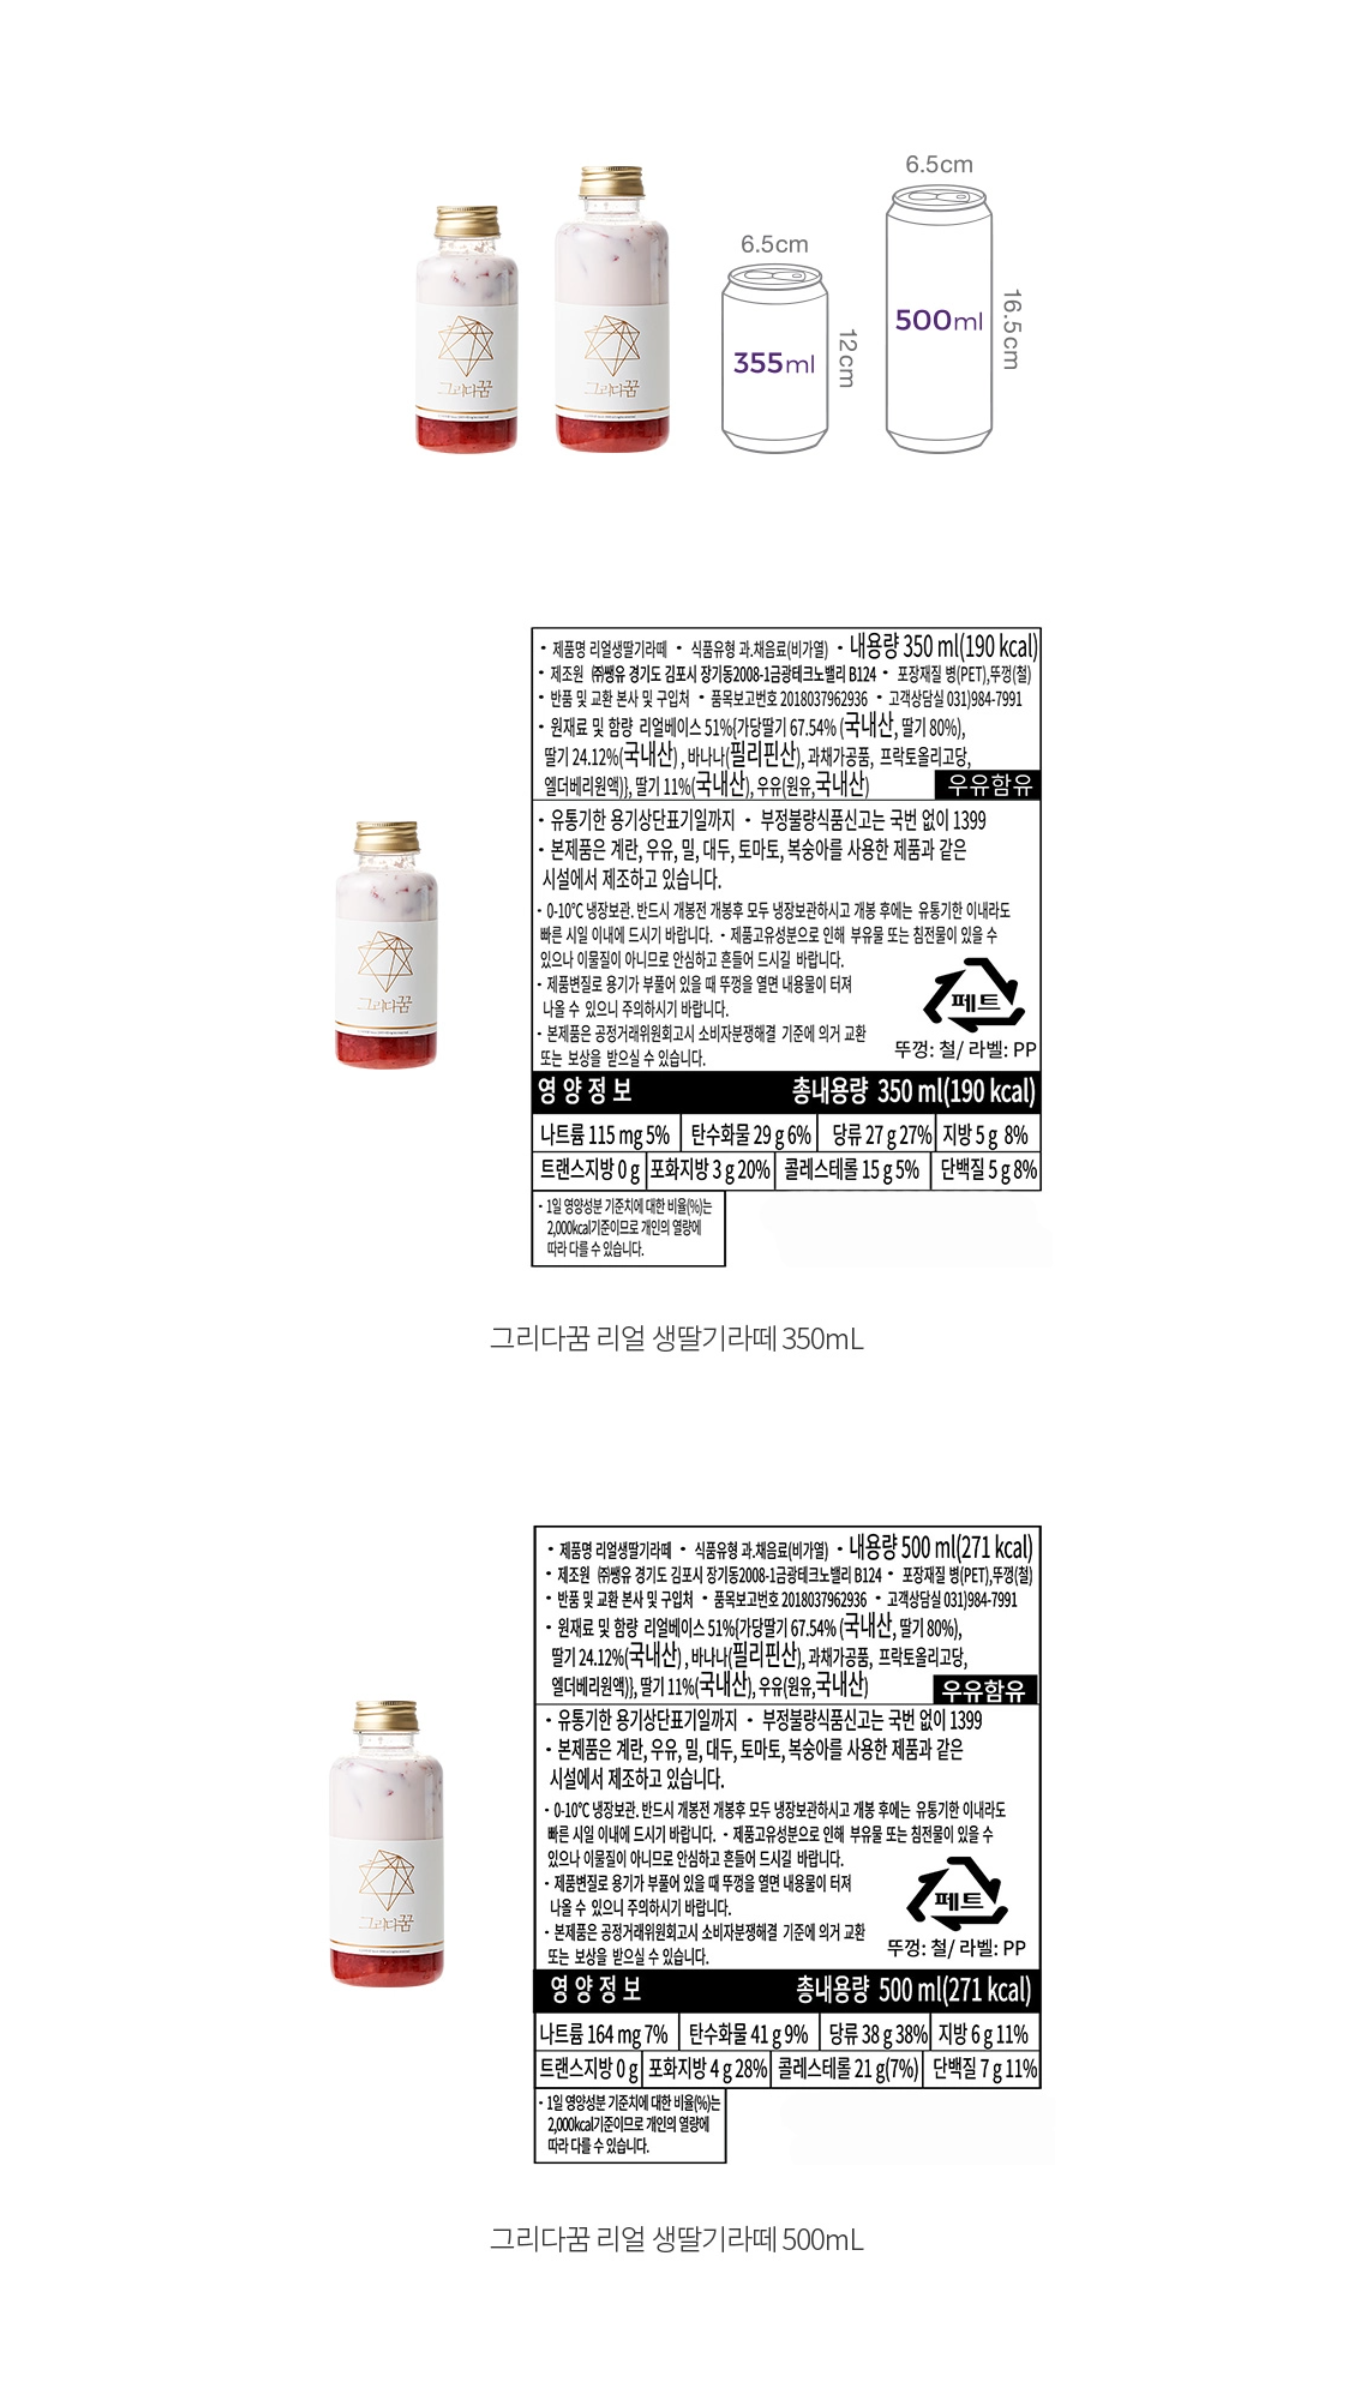 6.5cm
6.5cm
500ml
16.5cm
355ml
12cm
그리다꿈
그리다꿈
· 제품명 리얼생딸기라떼 · 식품유형 과.채음료(비가열) · 내용량 350 ml(190 kcal)
· 제조원 ㈜쌩유 경기도 김포시 장기동2008-1금광테크노밸리 B124 · 포장재질 병(PET),뚜껑(철)
· 반품 및 교환 본사 및 구입처 · 품목보고번호 2018037962936 · 고객상담실 031)984-7991
· 원재료 및 함량 리얼베이스 51%{가당딸기 67.54% (국내산, 딸기 80%),
딸기 24.12%(국내산) , 바나나(필리핀산), 과채가공품, 프락토올리고당,
엘더베리원액)}, 딸기 11%(국내산), 우유(원유,국내산)
우유함유
· 유통기한 용기상단표기일까지 · 부정불량식품신고는 국번 없이 1399
· 본제품은 계란, 우유, 밀, 대두, 토마토, 복숭아를 사용한 제품과 같은
시설에서 제조하고 있습니다.
· 0-10℃ 냉장보관. 반드시 개봉전 개봉후 모두 냉장보관하시고 개봉 후에는 유통기한 이내라도
빠른 시일 이내에 드시기 바랍니다. · 제품고유성분으로 인해 부유물 또는 침전물이 있을 수
있으나 이물질이 아니므로 안심하고 흔들어 드시길 바랍니다.
· 제품변질로 용기가 부풀어 있을 때 뚜껑을 열면 내용물이 터져
나올 수 있으니 주의하시기 바랍니다.
· 본제품은 공정거래위원회고시 소비자분쟁해결 기준에 의거 교환
또는 보상을 받으실 수 있습니다.
페트
뚜껑: 철/ 라벨: PP
영 양 정 보 총내용량 350 ml(190 kcal)
나트륨 115 mg 5% 탄수화물 29 g 6% 당류 27 g 27% 지방 5 g 8%
트랜스지방 0 g 포화지방 3 g 20% 콜레스테롤 15 g 5% 단백질 5 g 8%
· 1일 영양성분 기준치에 대한 비율(%)는
2,000kcal기준이므로 개인의 열량에
따라 다를 수 있습니다.
그리다꿈
그리다꿈 리얼 생딸기라떼 350mL
· 제품명 리얼생딸기라떼 · 식품유형 과.채음료(비가열) · 내용량 500 ml(271 kcal)
· 제조원 ㈜쌩유 경기도 김포시 장기동2008-1금광테크노밸리 B124 · 포장재질 병(PET),뚜껑(철)
· 반품 및 교환 본사 및 구입처 · 품목보고번호 2018037962936 · 고객상담실 031)984-7991
· 원재료 및 함량 리얼베이스 51%{가당딸기 67.54% (국내산, 딸기 80%),
딸기 24.12%(국내산) , 바나나(필리핀산), 과채가공품, 프락토올리고당,
엘더베리원액)}, 딸기 11%(국내산), 우유(원유,국내산)
우유함유
· 유통기한 용기상단표기일까지 · 부정불량식품신고는 국번 없이 1399
· 본제품은 계란, 우유, 밀, 대두, 토마토, 복숭아를 사용한 제품과 같은
시설에서 제조하고 있습니다.
· 0-10℃ 냉장보관. 반드시 개봉전 개봉후 모두 냉장보관하시고 개봉 후에는 유통기한 이내라도
빠른 시일 이내에 드시기 바랍니다. · 제품고유성분으로 인해 부유물 또는 침전물이 있을 수
있으나 이물질이 아니므로 안심하고 흔들어 드시길 바랍니다.
· 제품변질로 용기가 부풀어 있을 때 뚜껑을 열면 내용물이 터져
나올 수 있으니 주의하시기 바랍니다.
· 본제품은 공정거래위원회고시 소비자분쟁해결 기준에 의거 교환
또는 보상을 받으실 수 있습니다.
페트
뚜껑: 철/ 라벨: PP
영 양 정 보 총내용량 500 ml(271 kcal)
나트륨 164 mg 7% 탄수화물 41 g 9% 당류 38 g 38% 지방 6 g 11%
트랜스지방 0 g 포화지방 4 g 28% 콜레스테롤 21 g(7%) 단백질 7 g 11%
· 1일 영양성분 기준치에 대한 비율(%)는
2,000kcal기준이므로 개인의 열량에
따라 다를 수 있습니다.
그리다꿈
그리다꿈 리얼 생딸기라떼 500mL